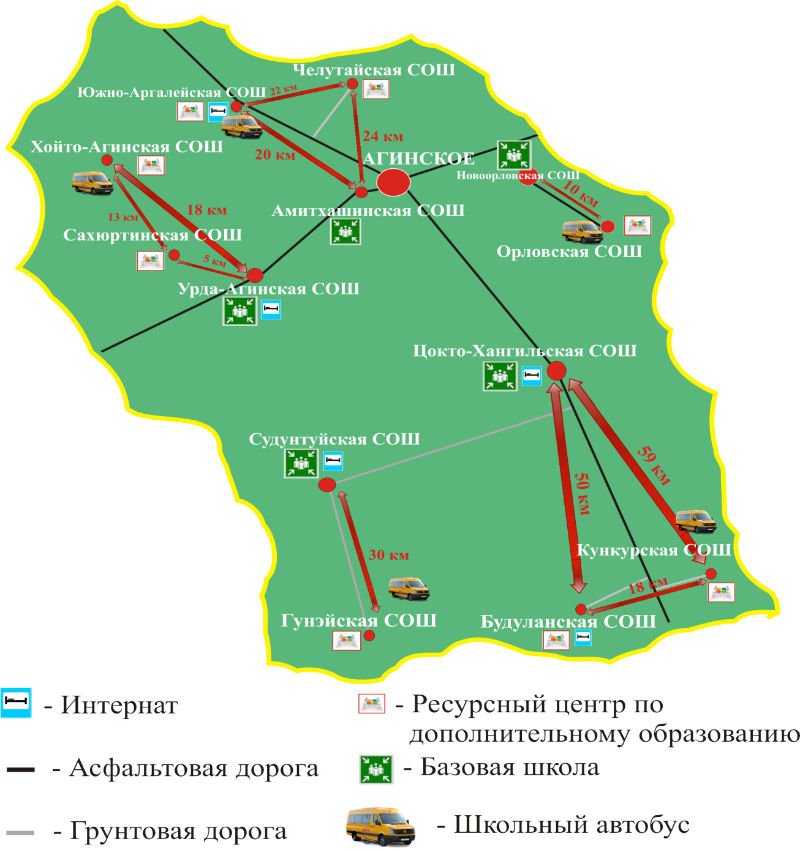 Челутайская СОШ
Южно-Аргалейская СОШ
22 км
Хойто-Агинская СОШ
20 км
24 км
АГИНСКОЕ
Новоорловская СОШ
10 км
13 км
18 км
Амитхашинская СОШ
Сахюртинская СОШ
5 км
Орловская СОШ
Урда-Агинская СОШ
Цокто-Хангильская СОШ
Судунтуйская СОШ
50 км
59 км
30 км
Кункурская СОШ
18 км
Гунэйская СОШ
Будуланская СОШ
- Интернат
- Ресурсный центр по
дополнительному образованию
- Асфальтовая дорога
- Базовая школа
- Грунтовая дорога
- Школьный автобус